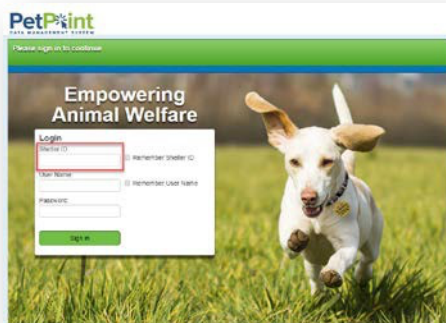 PetPoint
DATA MANAGEMENT SYSTEM
Please sign in to continue
Empowering
Animal Welfare
Login
Shelter ID:
Remember Shelter ID
User Name:
Remember User Name
Password:
Sign in